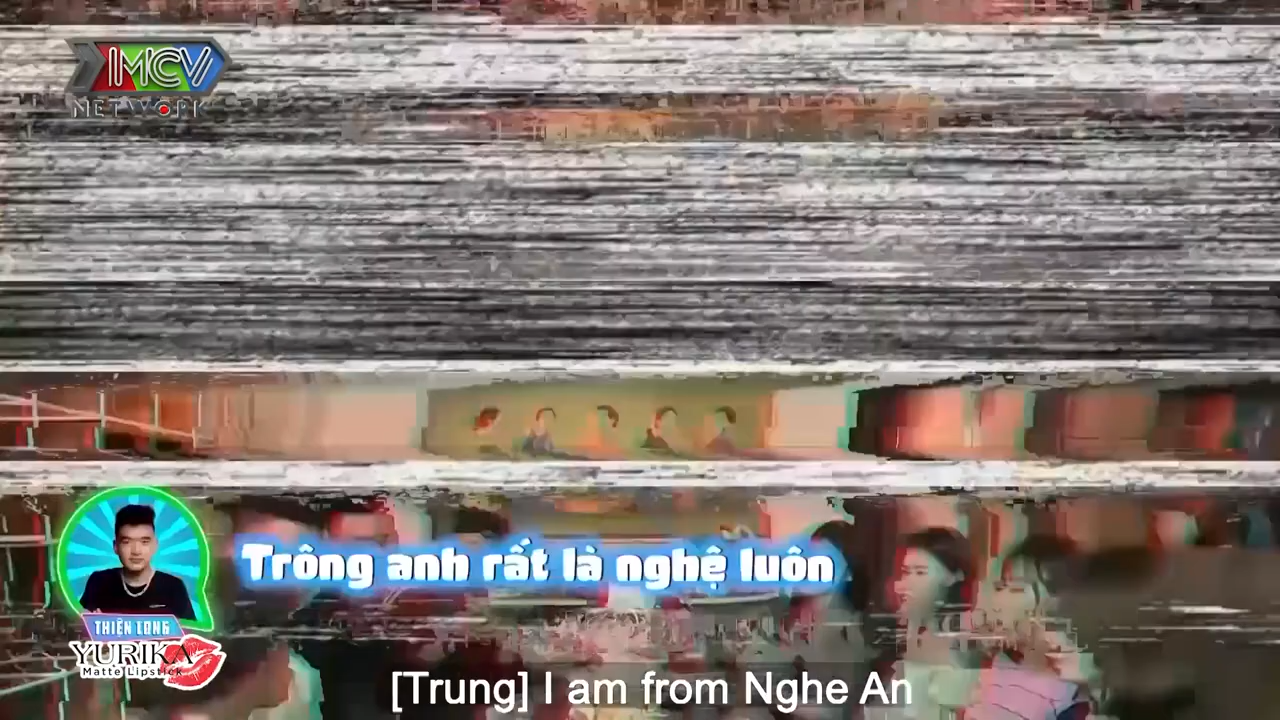 MCV
NETWORK
Trông anh rất là nghệ luôn
THIỆN LONG
YURIKA
Matte Lipstick
[Trung] I am from Nghe An